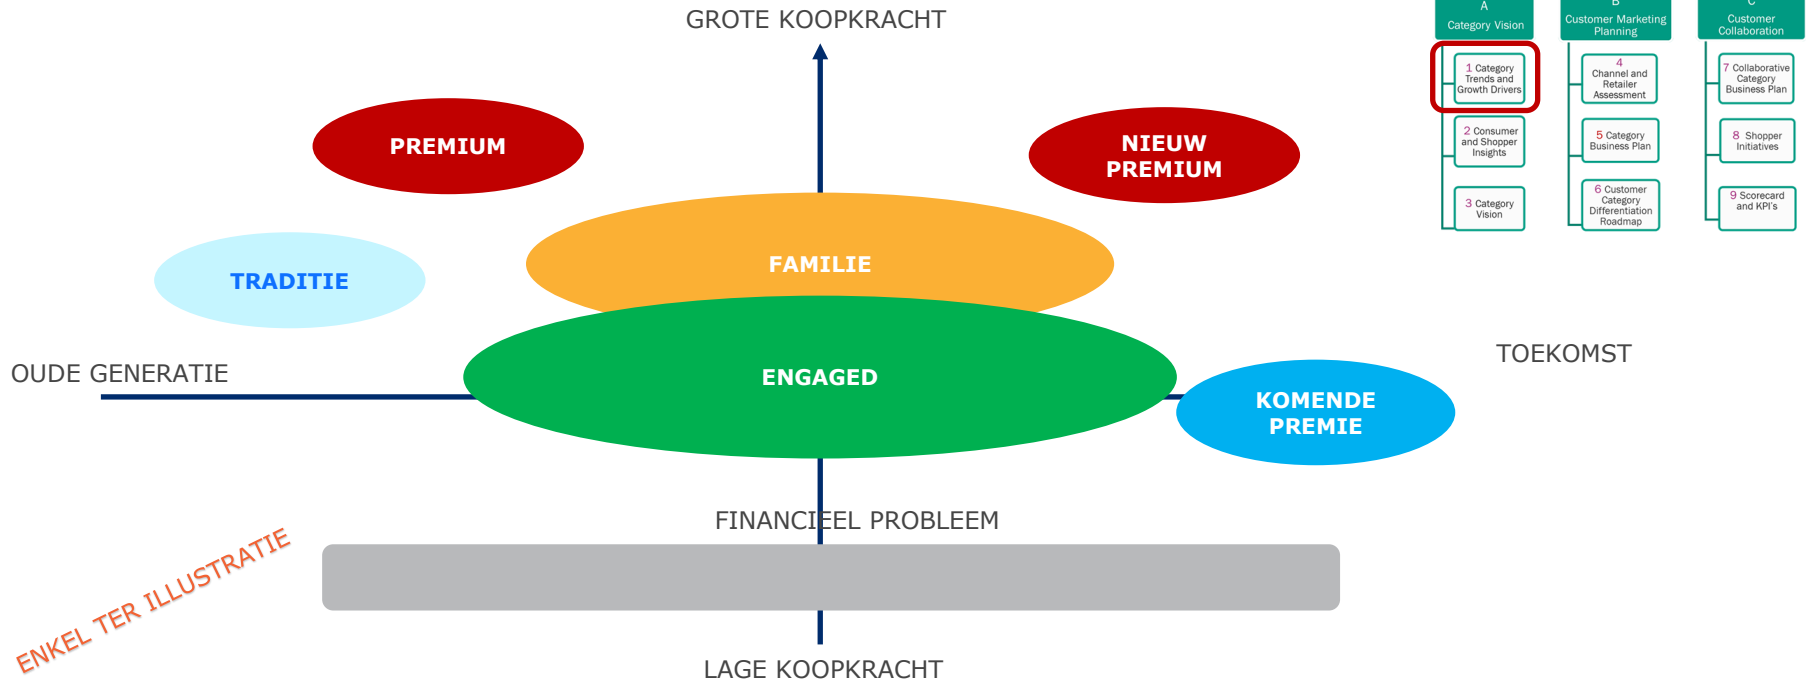 GROTE KOOPKRACHT
A
Category Vision
B
Customer Marketing
Planning
C
Customer
Collaboration
1 Category
Trends and
Growth Drivers
2 Consumer
and Shopper
Insights
3 Category
Vision
4
Channel and
Retailer
Assessment
5 Category
Business Plan
6 Customer
Category
Differentiation
Roadmap
7 Collaborative
Category
Business Plan
8 Shopper
Initiatives
9 Scorecard
and KPI's
PREMIUM
NIEUW
PREMIUM
FAMILIE
TRADITIE
ENGAGED
OUDE GENERATIE
TOEKOMST
KOMENDE
PREMIE
FINANCIEEL PROBLEEM
ENKEL TER ILLUSTRATIE
LAGE KOOPKRACHT